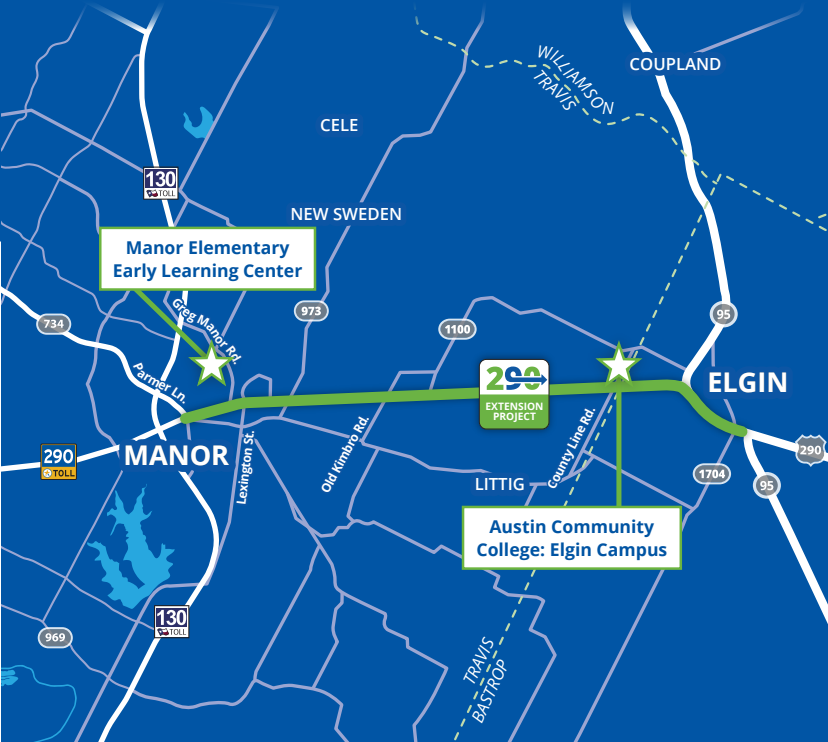 WILLIAMSON
TRAVIS
COUPLAND
CELE
130
TOLL
NEW SWEDEN
Manor Elementary
Early Learning Center
973
Greg Manor Rd.
734
1100
95
Parmer Ln.
290
EXTENSION
PROJECT
ELGIN
290
TOLL
MANOR
Lexington St.
Old Kimbro Rd.
County Line Rd.
290
LITTIG
1704
95
Austin Community
College: Elgin Campus
130
TOLL
969
TRAVIS
BASTROP